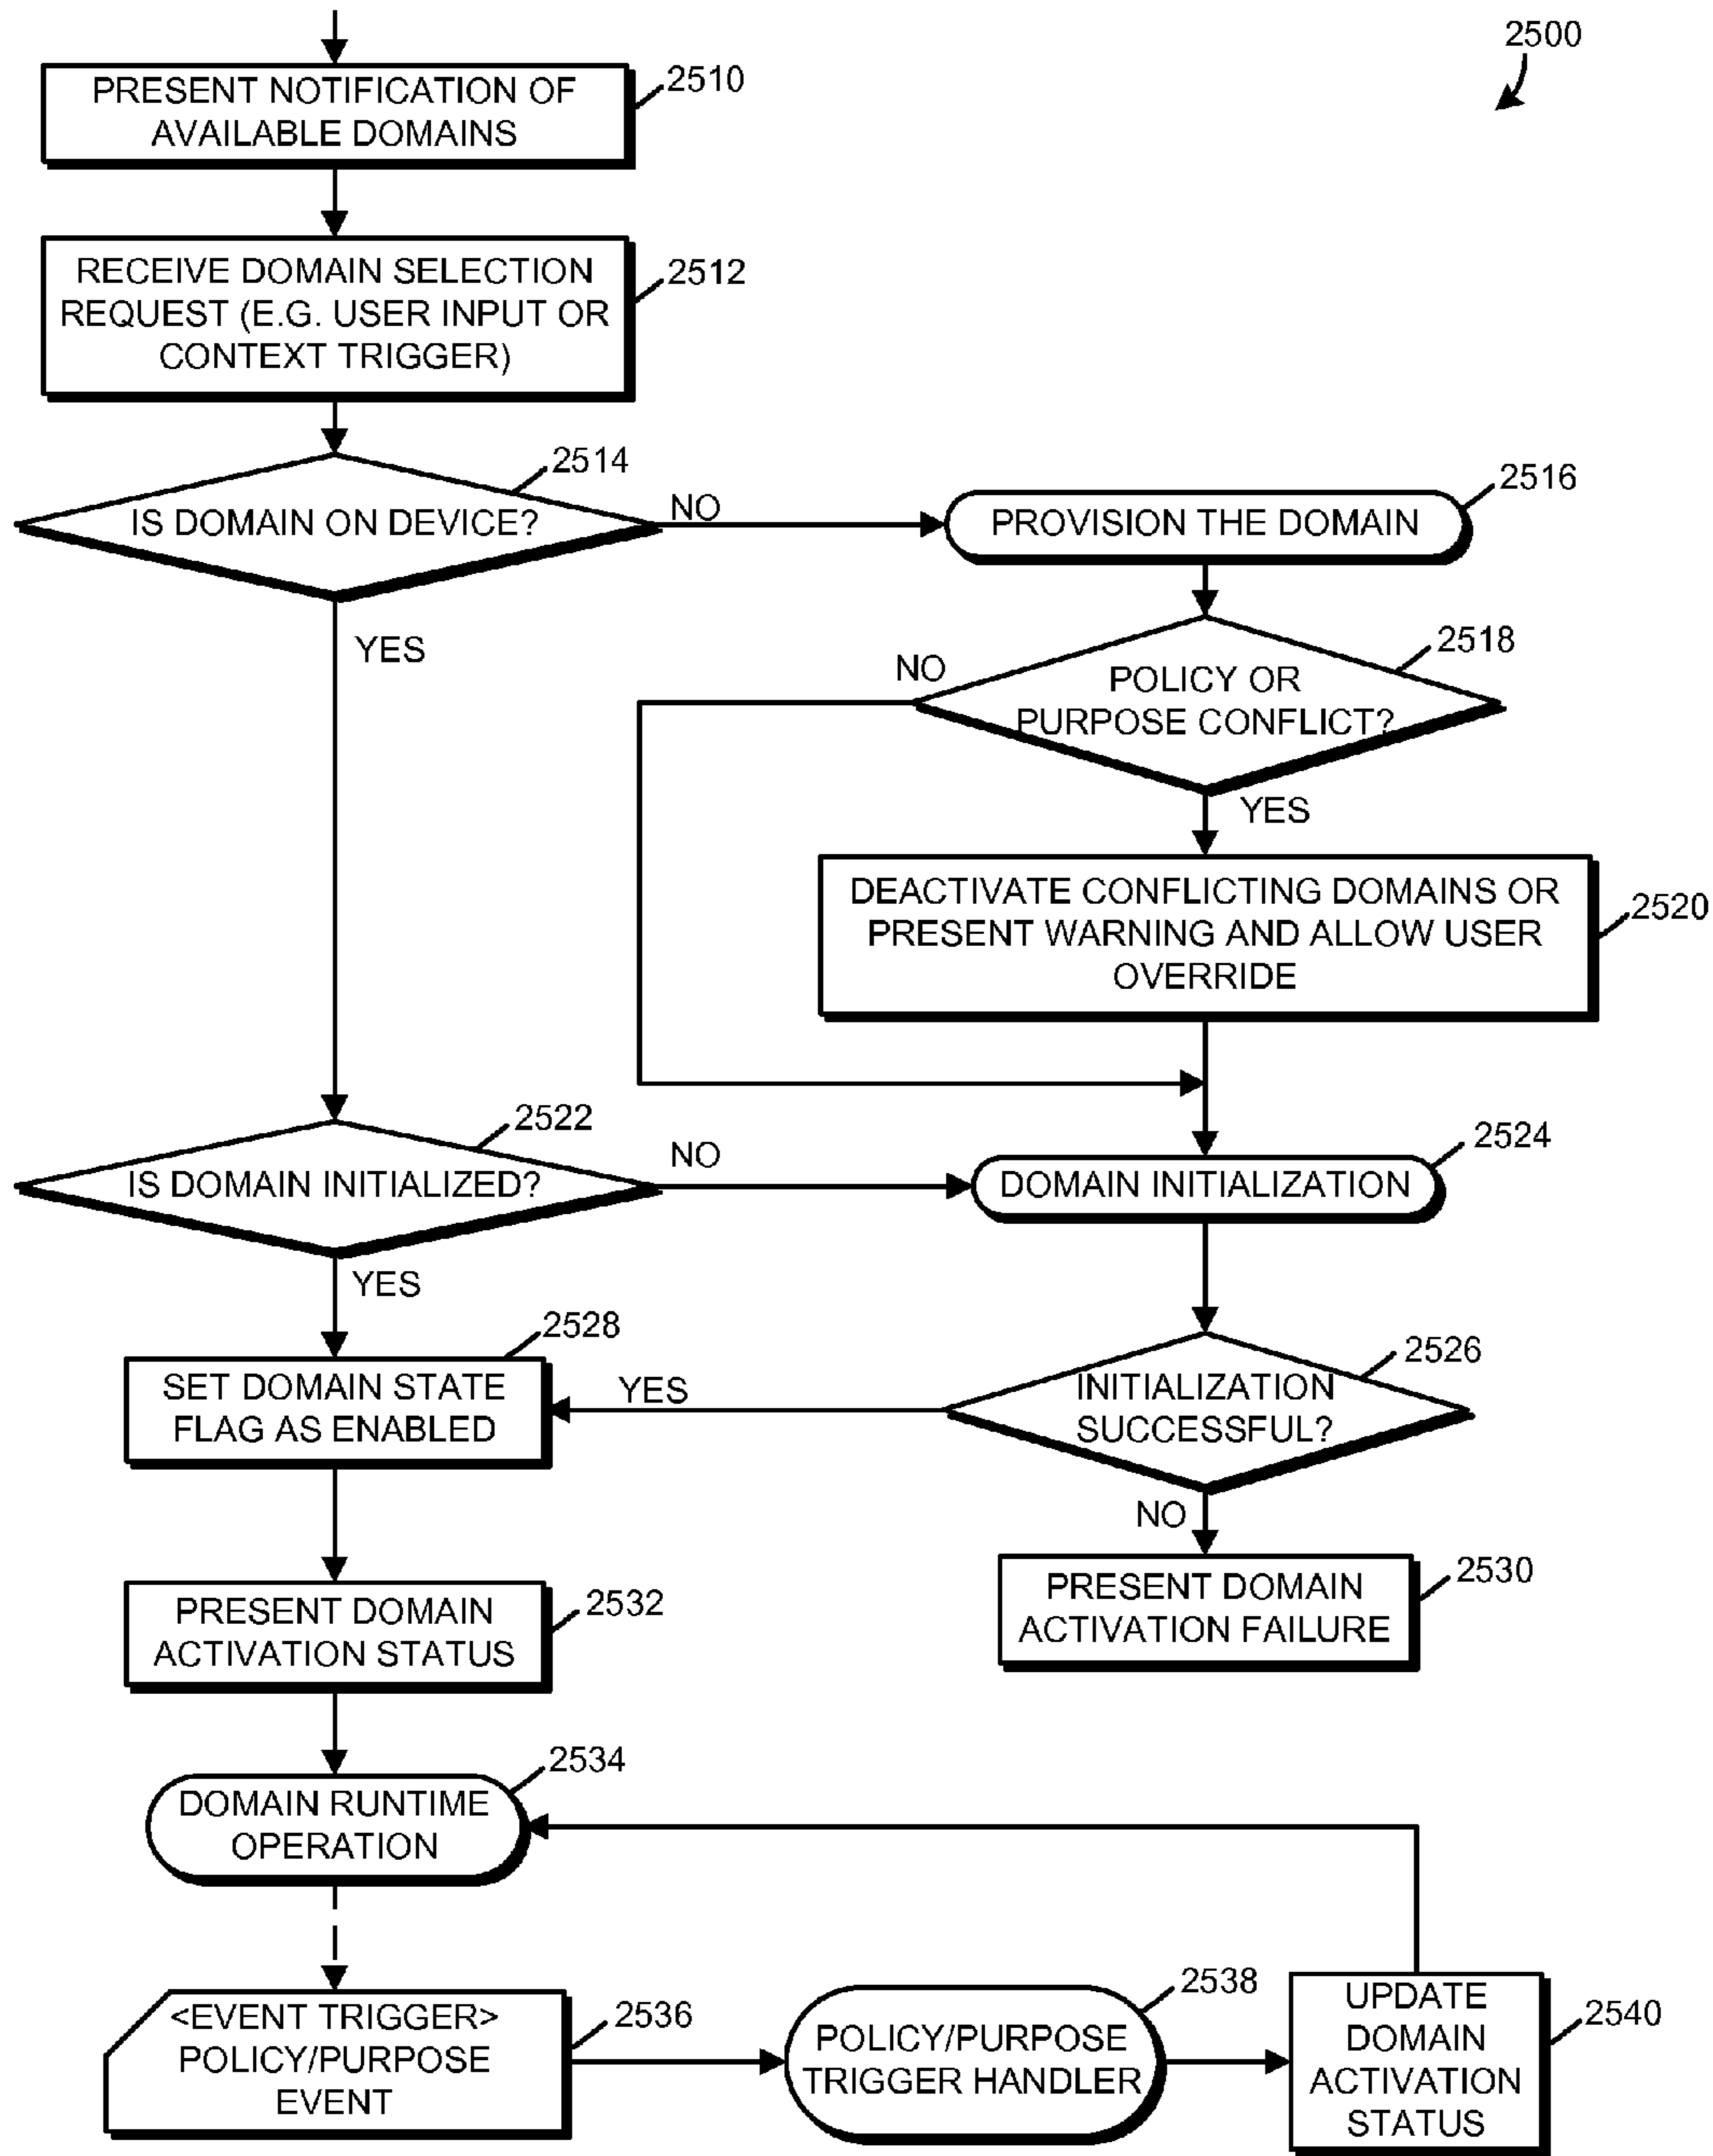 2500
PRESENT NOTIFICATION OF
AVAILABLE DOMAINS
2510
RECEIVE DOMAIN SELECTION
REQUEST (E.G. USER INPUT OR
CONTEXT TRIGGER)
2512
IS DOMAIN ON DEVICE?
2514
NO
YES
PROVISION THE DOMAIN
2516
POLICY OR
PURPOSE CONFLICT?
2518
NO
YES
DEACTIVATE CONFLICTING DOMAINS OR
PRESENT WARNING AND ALLOW USER
OVERRIDE
2520
IS DOMAIN INITIALIZED?
2522
NO
YES
DOMAIN INITIALIZATION
2524
INITIALIZATION
SUCCESSFUL?
2526
YES
NO
SET DOMAIN STATE
FLAG AS ENABLED
2528
PRESENT DOMAIN
ACTIVATION FAILURE
2530
PRESENT DOMAIN
ACTIVATION STATUS
2532
DOMAIN RUNTIME
OPERATION
2534
<EVENT TRIGGER>
POLICY/PURPOSE
EVENT
2536
POLICY/PURPOSE
TRIGGER HANDLER
2538
UPDATE
DOMAIN
ACTIVATION
STATUS
2540